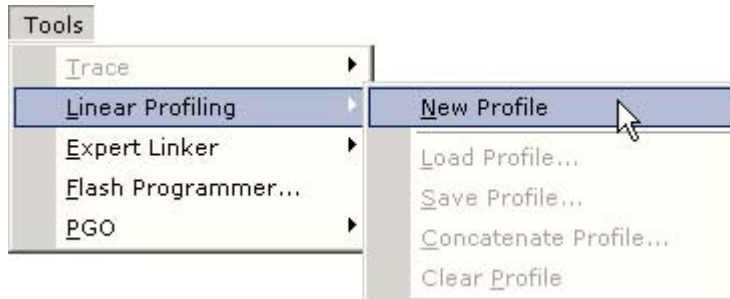 Tools
Trace
Linear Profiling
Expert Linker
Flash Programmer...
PGO
New Profile
Load Profile...
Save Profile...
Concatenate Profile...
Clear Profile